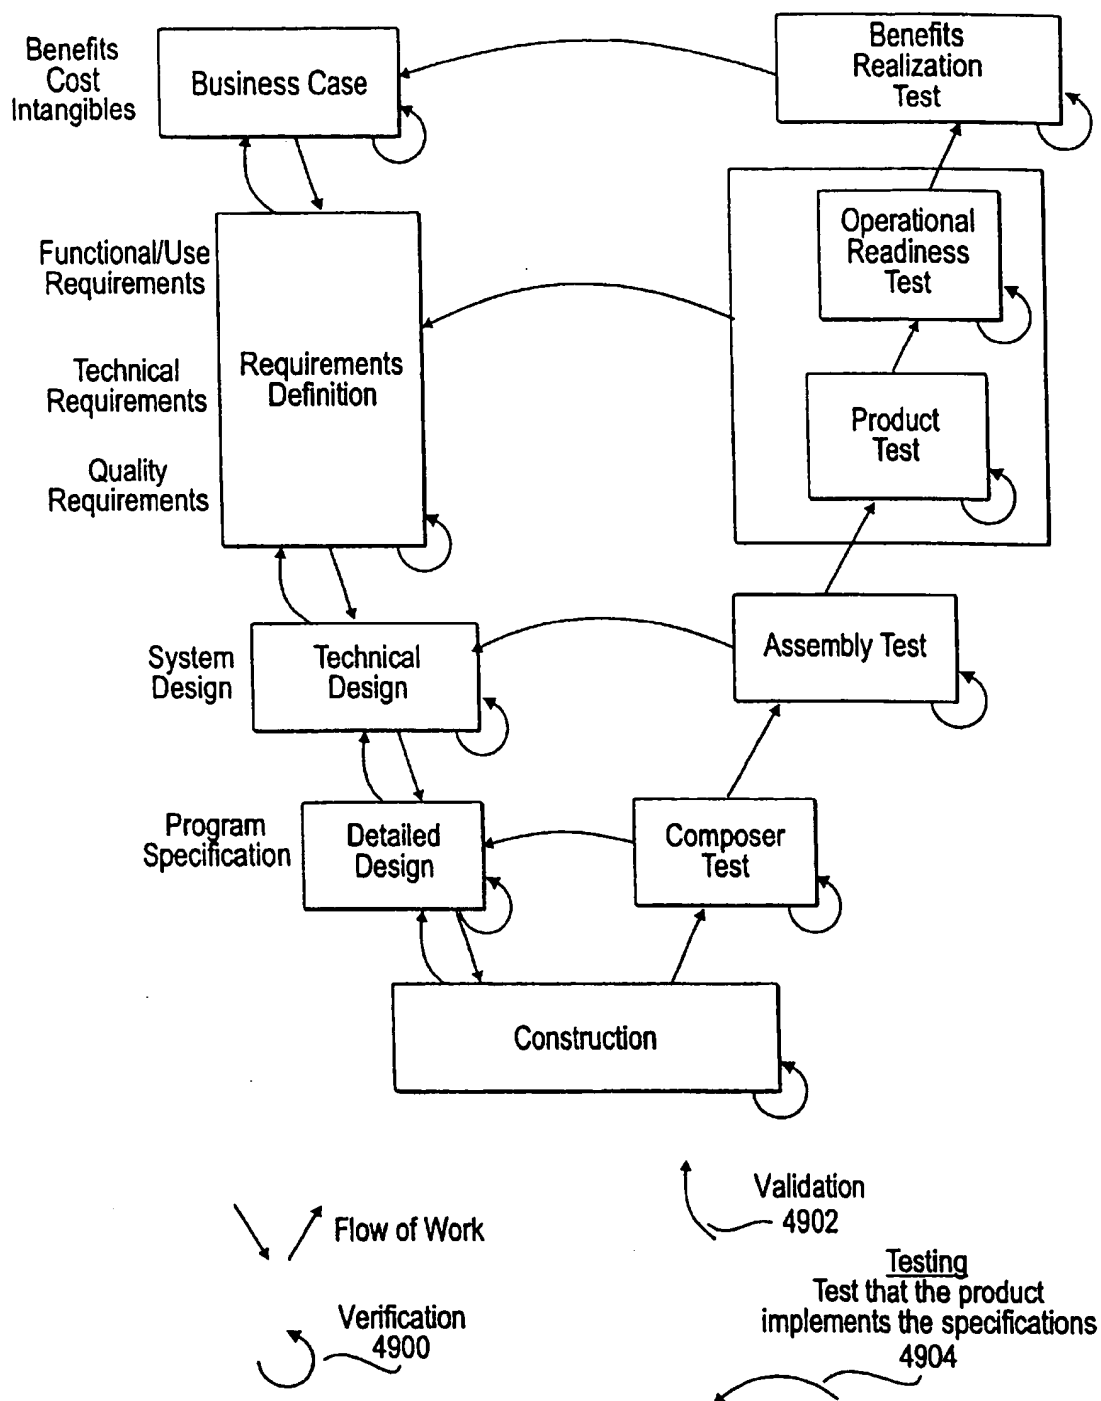 Benefits
Cost
Intangibles
Business Case
Benefits
Realization
Test
Functional/Use
Requirements
Technical
Requirements
Quality
Requirements
Requirements
Definition
Operational
Readiness
Test
Product
Test
System
Design
Technical
Design
Assembly Test
Program
Specification
Detailed
Design
Composer
Test
Construction
Flow of Work
Validation
4902
Verification
4900
Testing
Test that the product
implements the specifications
4904